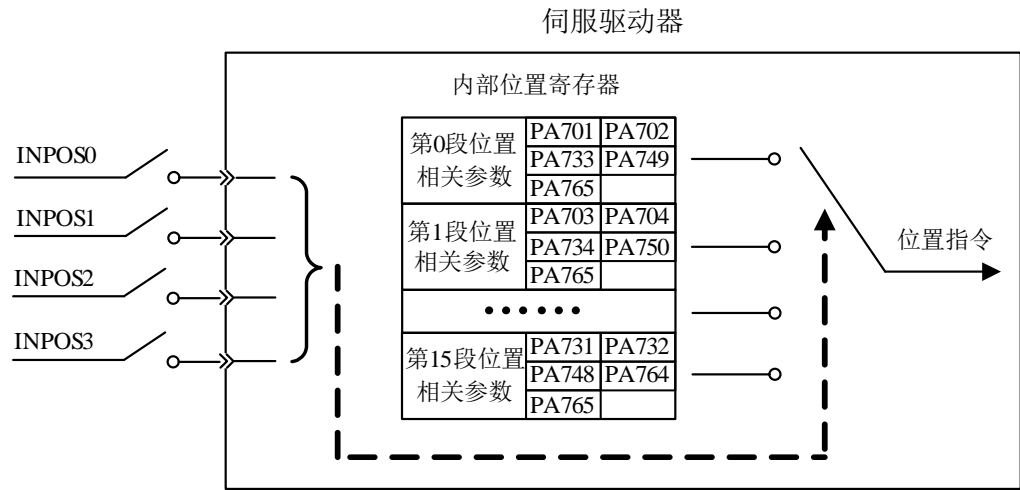 伺服驱动器
内部位置寄存器
INPOS0
INPOS1
INPOS2
INPOS3
第0段位置
相关参数
PA701 PA702
PA733 PA749
PA765
第1段位置
相关参数
PA703 PA704
PA734 PA750
PA765
••••••
第15段位置
相关参数
PA731 PA732
PA748 PA764
PA765
位置指令